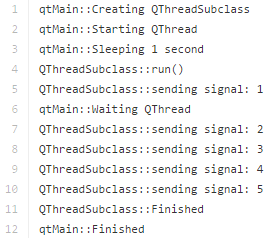 1 qtMain::Creating QThreadSubclass
2 qtMain::Starting QThread
3 qtMain::Sleeping 1 second
4 QThreadSubclass::run()
5 QThreadSubclass::sending signal: 1
6 qtMain::Waiting QThread
7 QThreadSubclass::sending signal: 2
8 QThreadSubclass::sending signal: 3
9 QThreadSubclass::sending signal: 4
10 QThreadSubclass::sending signal: 5
11 QThreadSubclass::Finished
12 qtMain::Finished